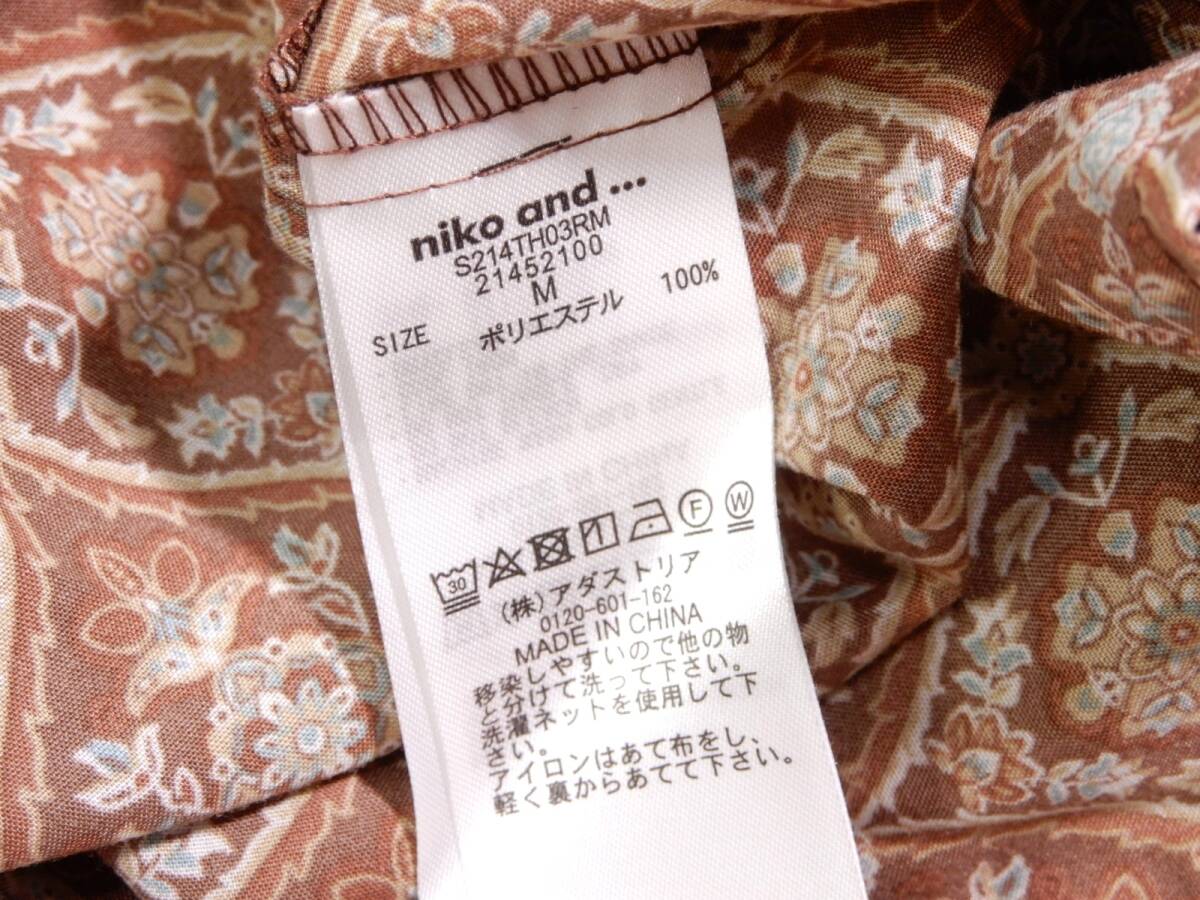 niko and ...
S214TH03RM
21452100
SIZE M
ポリエステル 100%
30
F W
(株)アダストリア
0120-601-162
MADE IN CHINA
移染しやすいので他の物
と分けて洗って下さい。
洗濯ネットを使用して下
さい。
アイロンはあて布をし、
軽く裏からあてて下さい。